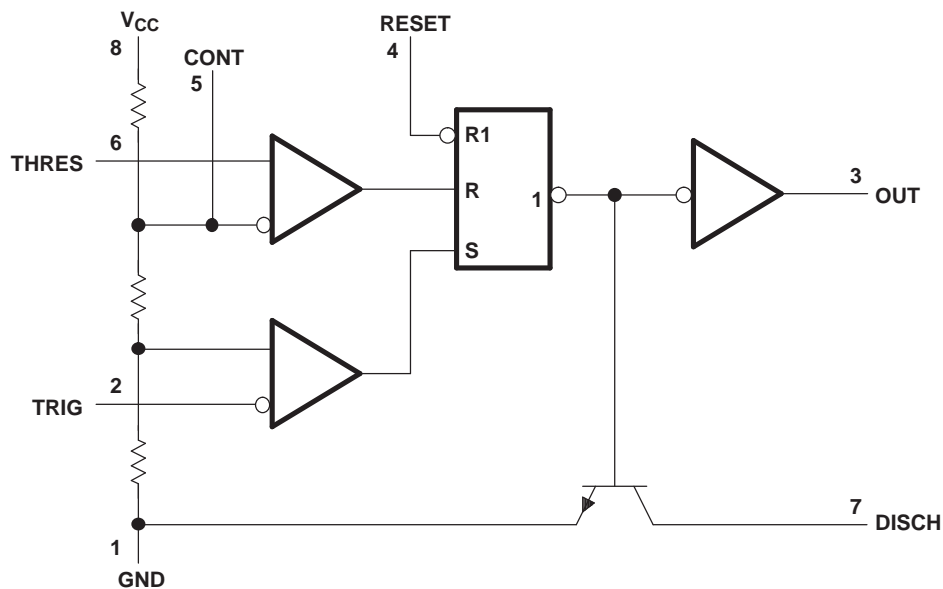 VCC
8
RESET
4
CONT
5
6
THRES
R1
R
1
S
3
OUT
2
TRIG
7
DISCH
1
GND